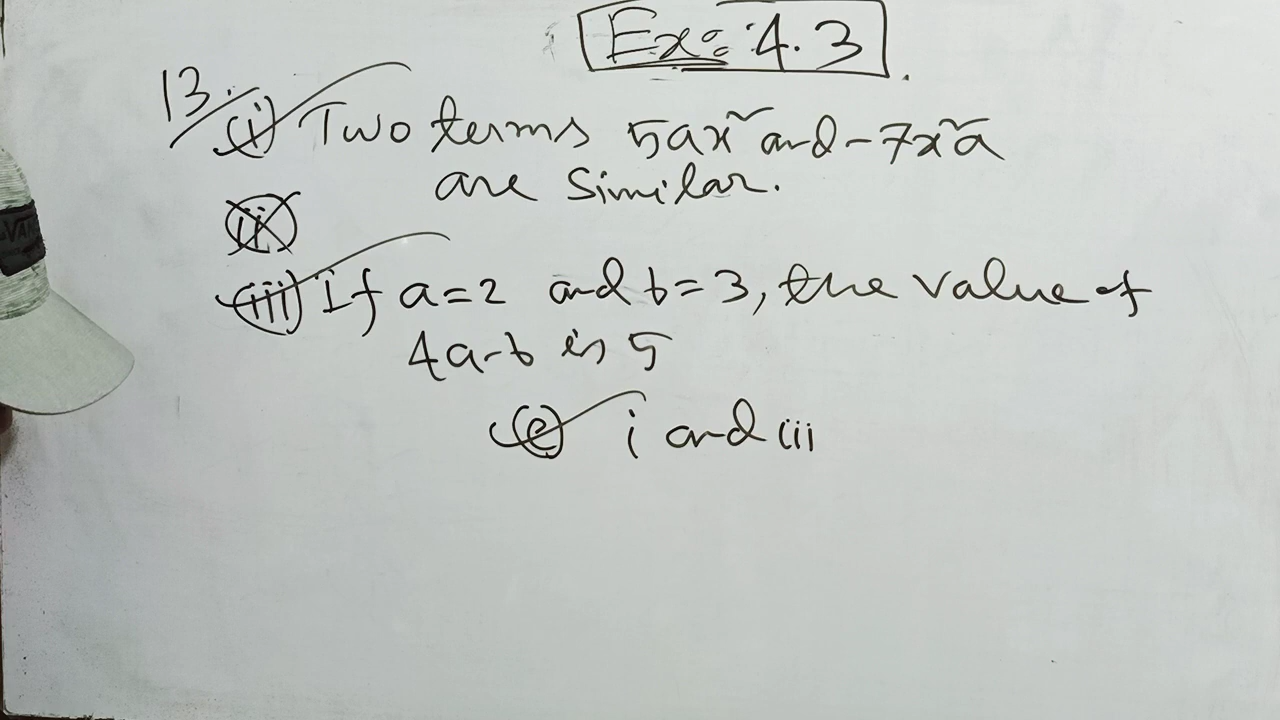 Ex: 4.3
13.
(i) Two terms 5ax² and -7x²a
are similar.
(ii)
(iii) If a=2 and b=3, the value of
4a-b is 5
(c) i and iii